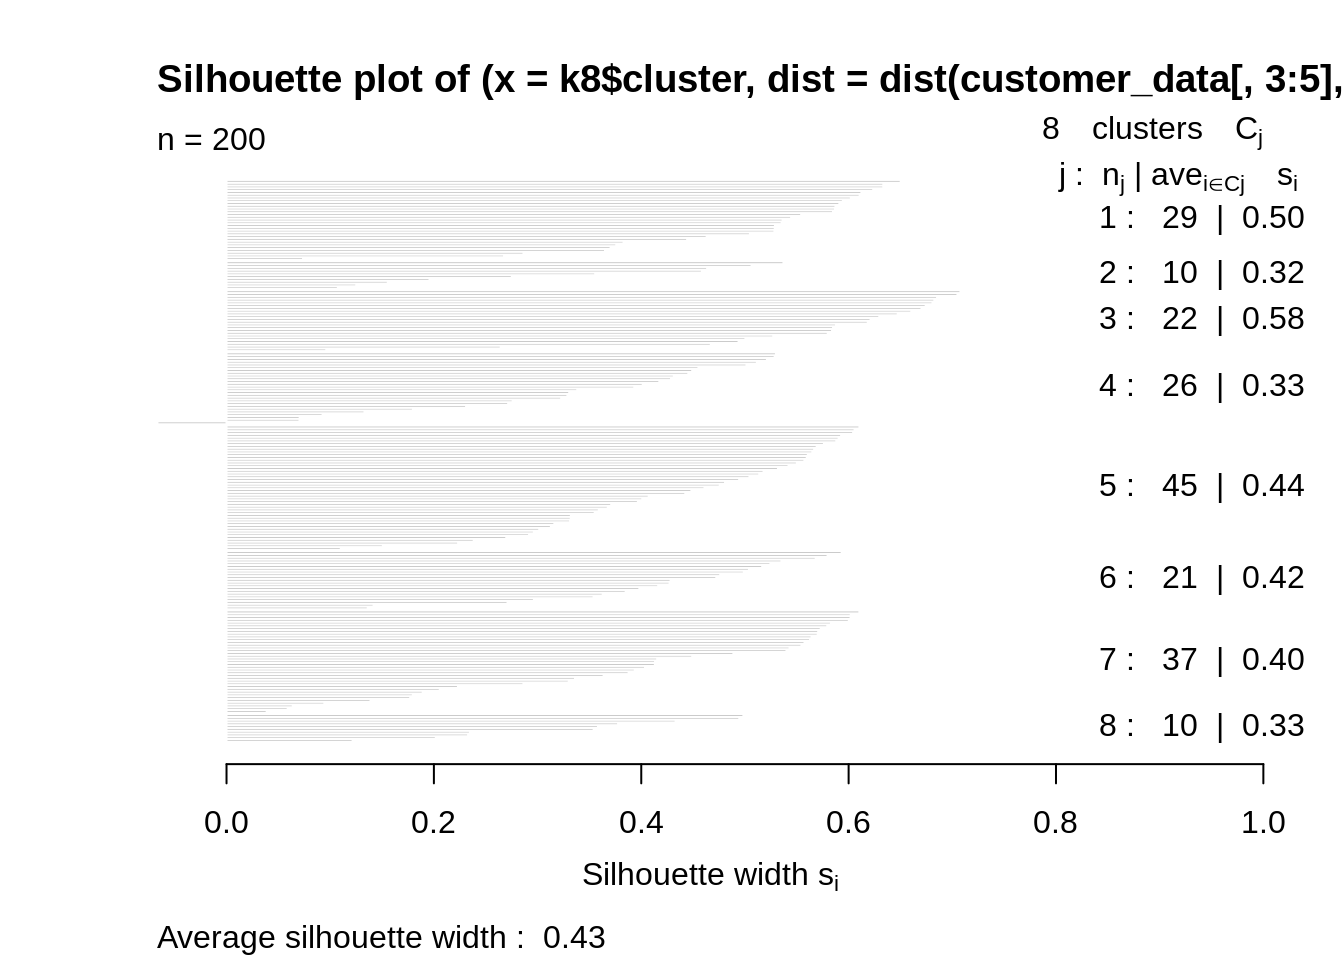 Silhouette plot of (x = k8$cluster, dist = dist(customer_data[, 3:5],
n = 200
8 clusters Cj
j : nj | avei∈Cj si
1 : 29 | 0.50
2 : 10 | 0.32
3 : 22 | 0.58
4 : 26 | 0.33
5 : 45 | 0.44
6 : 21 | 0.42
7 : 37 | 0.40
8 : 10 | 0.33
0.0 0.2 0.4 0.6 0.8 1.0
Silhouette width si
Average silhouette width : 0.43